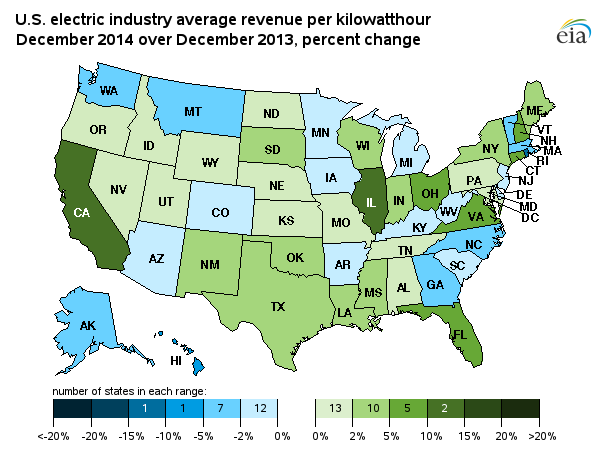 U.S. electric industry average revenue per kilowatthour
December 2014 over December 2013, percent change
eia
WA
MT
ND
MN
ME
OR
ID
SD
WI
MI
NY
VT
NH
MA
RI
CT
WY
IA
NE
PA
NJ
DE
MD
DC
CA
NV
UT
CO
IL
IN
OH
WV
VA
KS
MO
KY
AZ
NM
OK
AR
TN
NC
SC
TX
LA
MS
AL
GA
AK
HI
FL
number of states in each range:
1 1 7 12 13 10 5 2
<-20% -20% -15% -10% -5% -2% 0% 0% 2% 5% 10% 15% 20% >20%